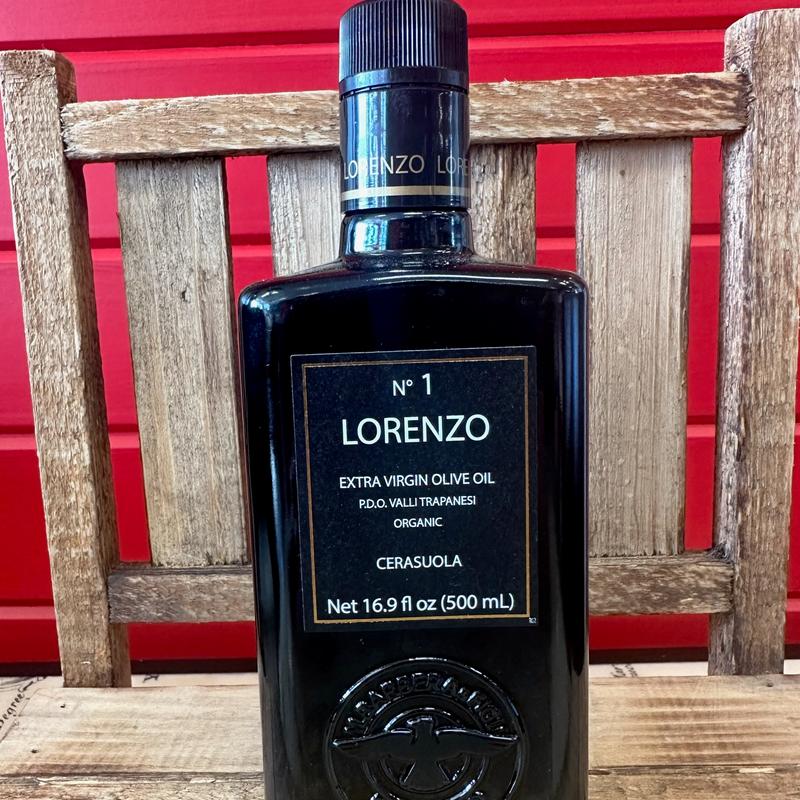 LORENZO LORE
N° 1
LORENZO
EXTRA VIRGIN OLIVE OIL
P.D.O. VALLI TRAPANESI
ORGANIC
CERASUOLA
Net 16.9 fl oz (500 mL)